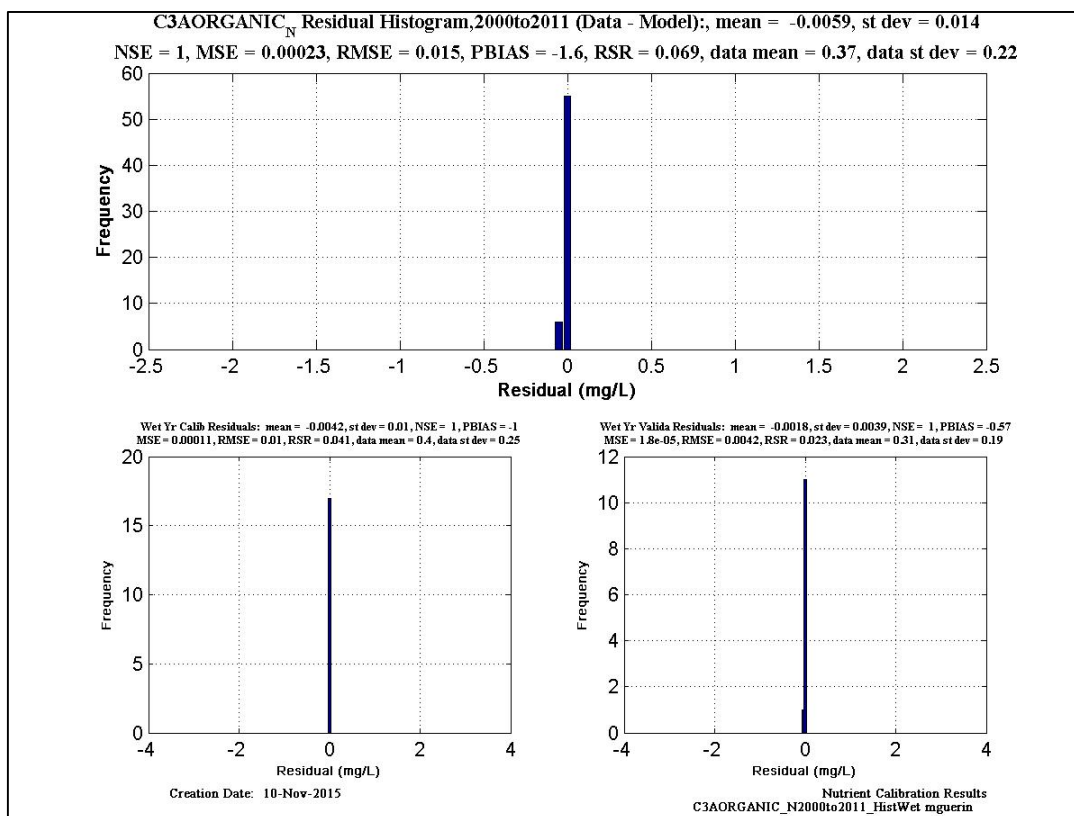 C3AORGANIC_N Residual Histogram,2000to2011 (Data - Model):, mean = -0.0059, st dev = 0.014
NSE = 1, MSE = 0.00023, RMSE = 0.015, PBIAS = -1.6, RSR = 0.069, data mean = 0.37, data st dev = 0.22
60
50
40
30
20
10
0
Frequency
-2.5 -2 -1.5 -1 -0.5 0 0.5 1 1.5 2 2.5
Residual (mg/L)
Wet Yr Calib Residuals: mean = -0.0042, st dev = 0.01, NSE = 1, PBIAS = -1
MSE = 0.00011, RMSE = 0.01, RSR = 0.041, data mean = 0.4, data st dev = 0.25
20
15
10
5
0
Frequency
-4 -2 0 2 4
Residual (mg/L)
Wet Yr Valida Residuals: mean = -0.0018, st dev = 0.0039, NSE = 1, PBIAS = -0.57
MSE = 1.8e-05, RMSE = 0.0042, RSR = 0.023, data mean = 0.31, data st dev = 0.19
12
10
8
6
4
2
0
Frequency
-4 -2 0 2 4
Residual (mg/L)
Creation Date: 10-Nov-2015
Nutrient Calibration Results
C3AORGANIC_N2000to2011_HistWet mguerin